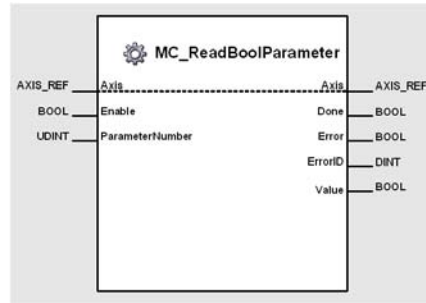 MC_ReadBoolParameter
AXIS_REF Axis Axis AXIS_REF
BOOL Enable Done BOOL
UDINT ParameterNumber Error BOOL
ErrorID DINT
Value BOOL